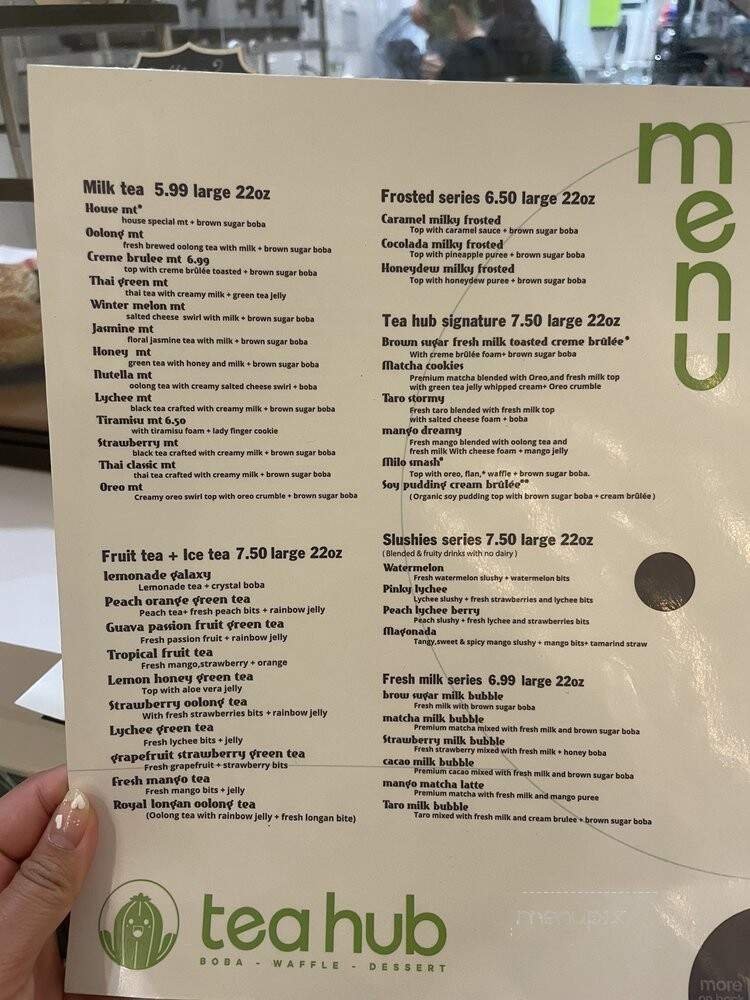 menu
Milk tea 5.99 large 22oz
House mt*
house special mt + brown sugar boba
Oolong mt
fresh brewed oolong tea with milk + brown sugar boba
Creme brulee mt 6.99
top with creme brûlée toasted + brown sugar boba
Thai green mt
thai tea with creamy milk + green tea jelly
Winter melon mt
salted cheese swirl with milk + brown sugar boba
Jasmine mt
floral jasmine tea with milk + brown sugar boba
Honey mt
green tea with honey and milk + brown sugar boba
Nutella mt
oolong tea with creamy salted cheese swirl + boba
Lychee mt
black tea crafted with creamy milk + brown sugar boba
Tiramisu mt 6.50
with tiramisu foam + lady finger cookie
Strawberry mt
black tea crafted with creamy milk + brown sugar boba
Thai classic mt
thai tea crafted with creamy milk + brown sugar boba
Oreo mt
Creamy oreo swirl top with oreo crumble + brown sugar boba
Fruit tea + Ice tea 7.50 large 22oz
lemonade galaxy
Lemonade tea + crystal boba
Peach orange green tea
Peach tea+ fresh peach bits + rainbow jelly
Guava passion fruit green tea
Fresh passion fruit + rainbow jelly
Tropical fruit tea
Fresh mango,strawberry + orange
Lemon honey green tea
Top with aloe vera jelly
Strawberry oolong tea
With fresh strawberries bits + rainbow jelly
Lychee green tea
Fresh lychee bits + jelly
grapefruit strawberry green tea
Fresh grapefruit + strawberry bits
Fresh mango tea
Fresh mango bits + jelly
Royal longan oolong tea
(Oolong tea with rainbow jelly + fresh longan bite)
Frosted series 6.50 large 22oz
Caramel milky frosted
Top with caramel sauce + brown sugar boba
Cocolada milky frosted
Top with pineapple puree + brown sugar boba
Honeydew milky frosted
Top with honeydew puree + brown sugar boba
Tea hub signature 7.50 large 22oz
Brown sugar fresh milk toasted creme brûlée*
With creme brûlée foam+ brown sugar boba
Matcha cookies
Premium matcha blended with Oreo,and fresh milk top
with green tea jelly whipped cream+ Oreo crumble
Taro stormy
Fresh taro blended with fresh milk top
with salted cheese foam + boba
mango dreamy
Fresh mango blended with oolong tea and
fresh milk With cheese foam + mango jelly
Milo smash*
Top with oreo, flan,* waffle + brown sugar boba.
Soy pudding cream brûlée**
(Organic soy pudding top with brown sugar boba + cream brûlée )
Slushies series 7.50 large 22oz
(Blended & fruity drinks with no dairy )
Watermelon
Fresh watermelon slushy + watermelon bits
Pinky lychee
Lychee slushy + fresh strawberries and lychee bits
Peach lychee berry
Peach slushy + fresh lychee and strawberries bits
Magonada
Tangy,sweet & spicy mango slushy + mango bits+ tamarind straw
Fresh milk series 6.99 large 22oz
brow sugar milk bubble
Fresh milk with brown sugar boba
matcha milk bubble
Premium matcha mixed with fresh milk and brown sugar boba
Strawberry milk bubble
Fresh strawberry mixed with fresh milk + honey boba
cacao milk bubble
Premium cacao mixed with fresh milk and brown sugar boba
mango matcha latte
Premium matcha with fresh milk and mango puree
Taro milk bubble
Taro mixed with fresh milk and cream brulee + brown sugar boba
tea hub
BOBA - WAFFLE - DESSERT
menupix
more